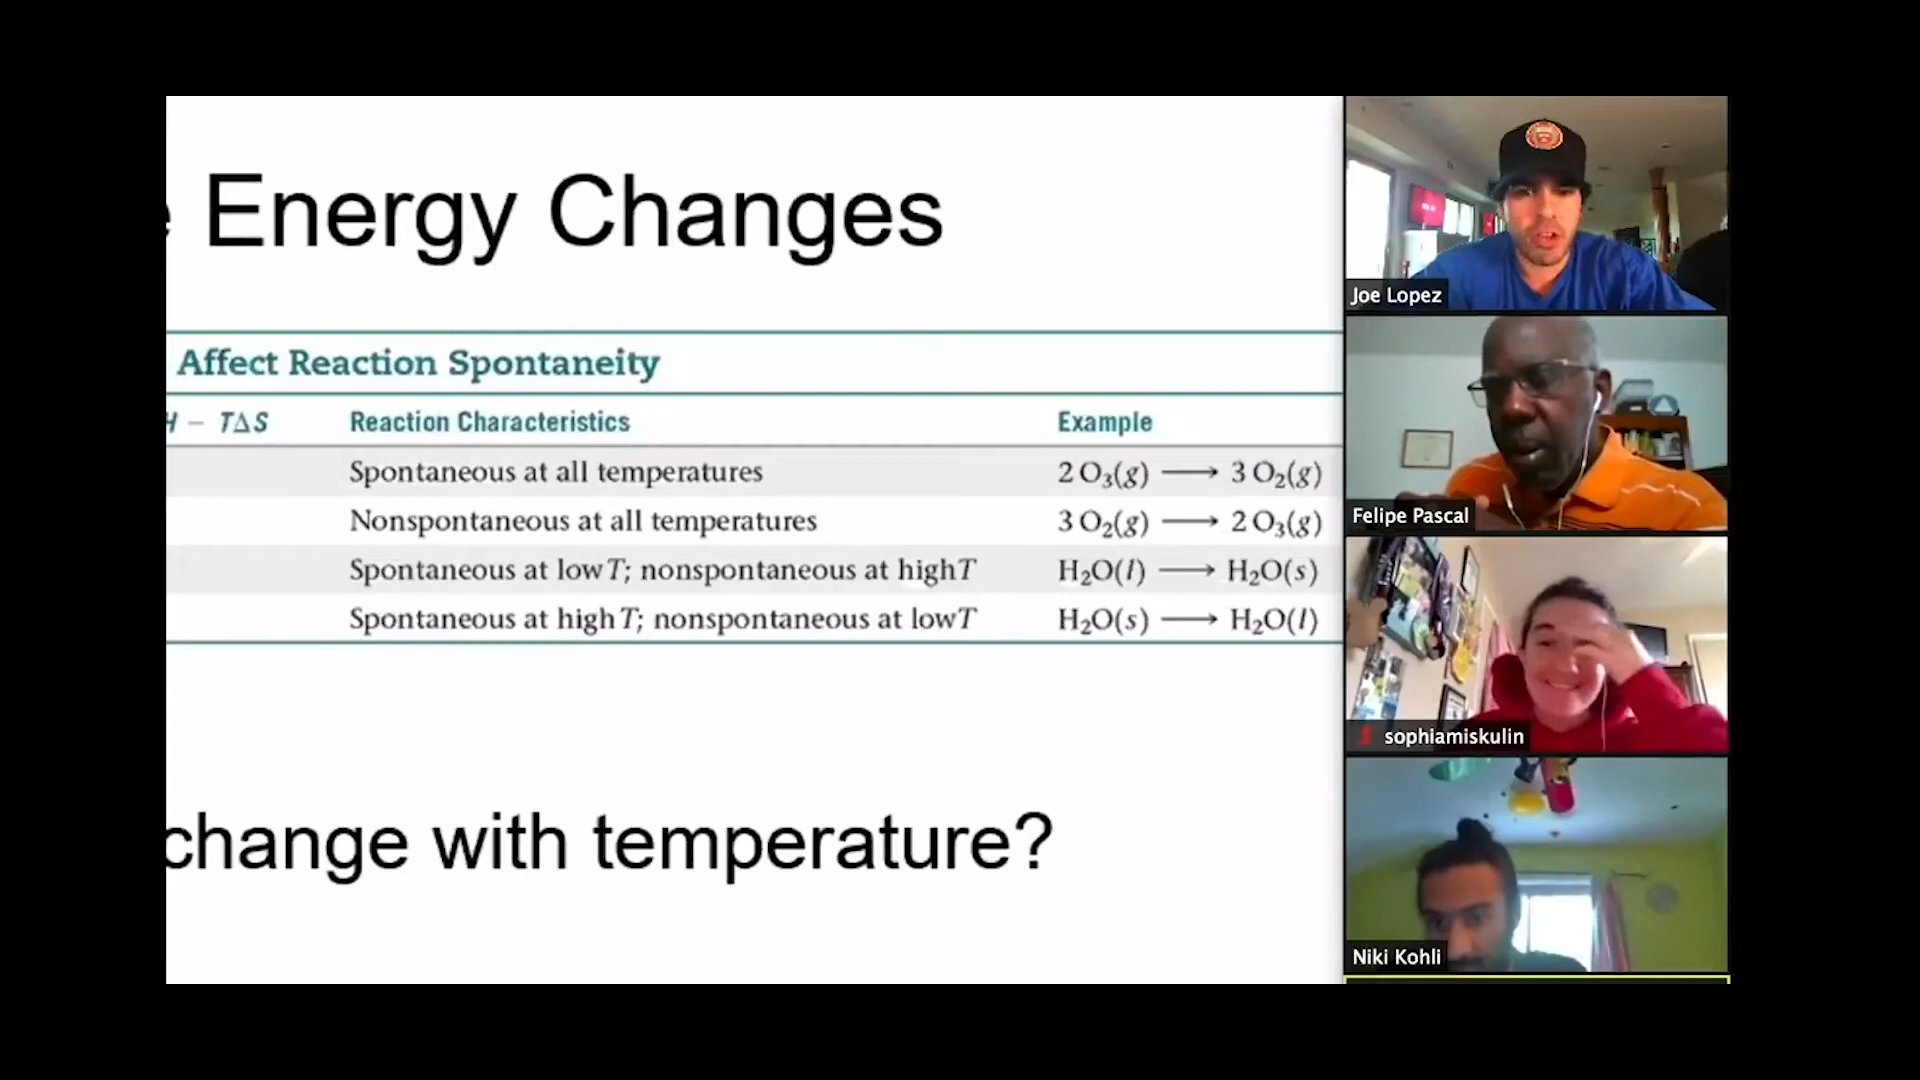 e Energy Changes
Affect Reaction Spontaneity
H – TΔS Reaction Characteristics Example
Spontaneous at all temperatures 2 O₃(g) ⟶ 3 O₂(g)
Nonspontaneous at all temperatures 3 O₂(g) ⟶ 2 O₃(g)
Spontaneous at low T; nonspontaneous at high T H₂O(l) ⟶ H₂O(s)
Spontaneous at high T; nonspontaneous at low T H₂O(s) ⟶ H₂O(l)
change with temperature?
Joe Lopez
Felipe Pascal
sophiamiskulin
Niki Kohli